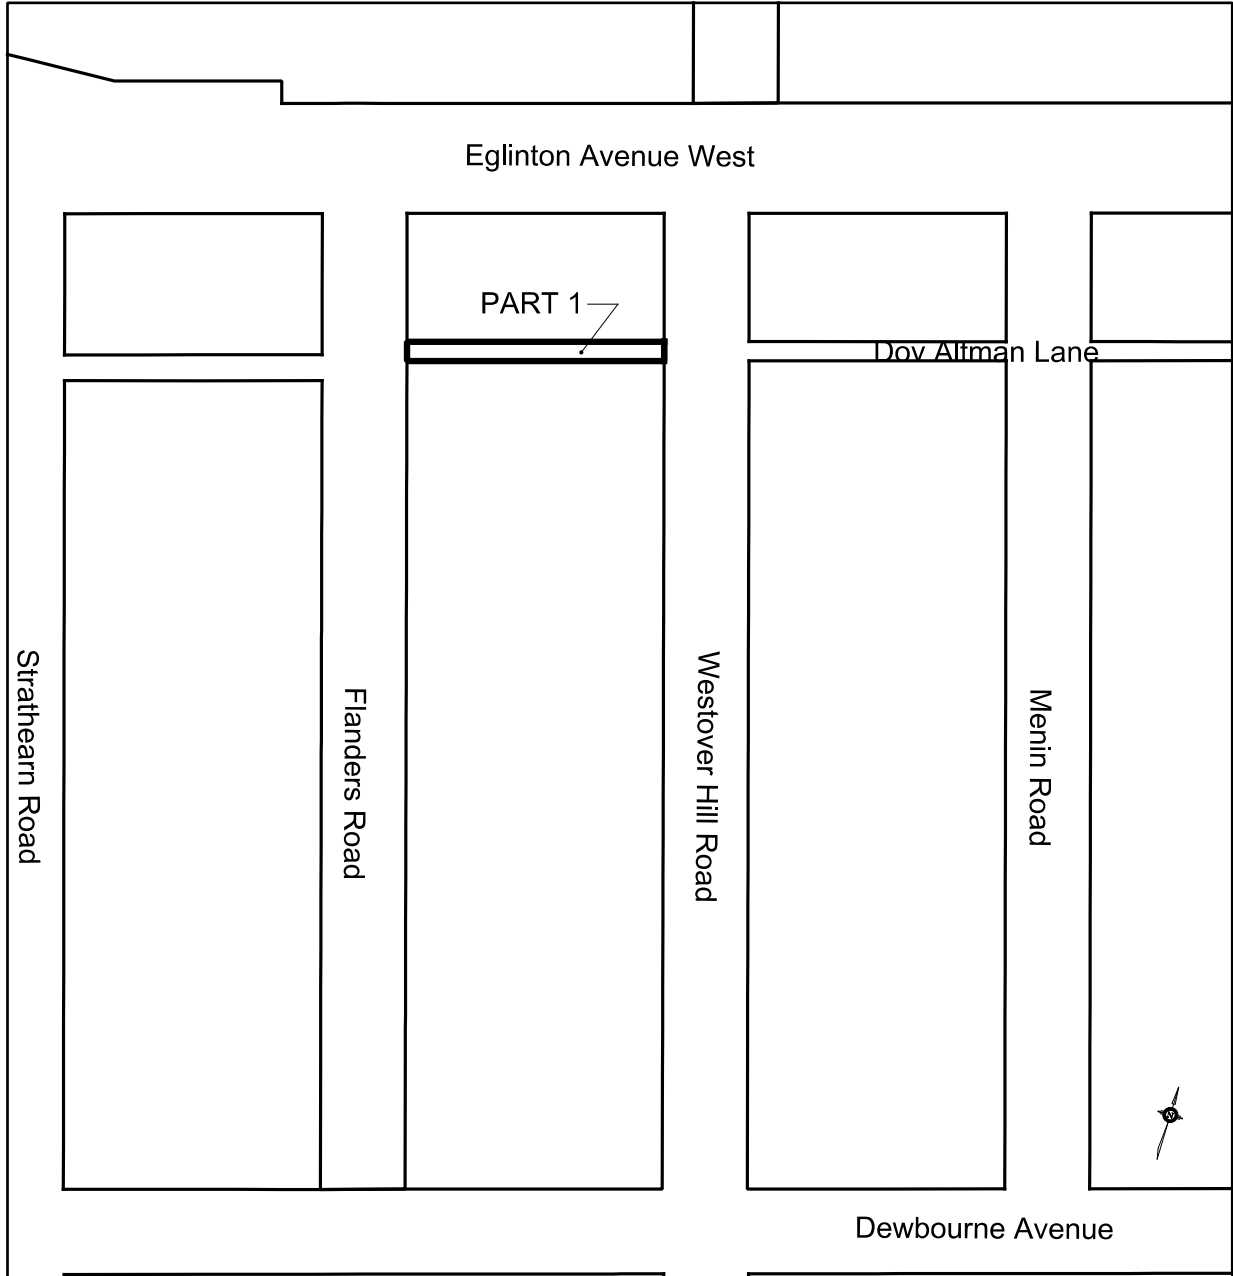 Eglinton Avenue West
PART 1
Dov Altman Lane
Strathearn Road
Flanders Road
Westover Hill Road
Menin Road
Dewbourne Avenue